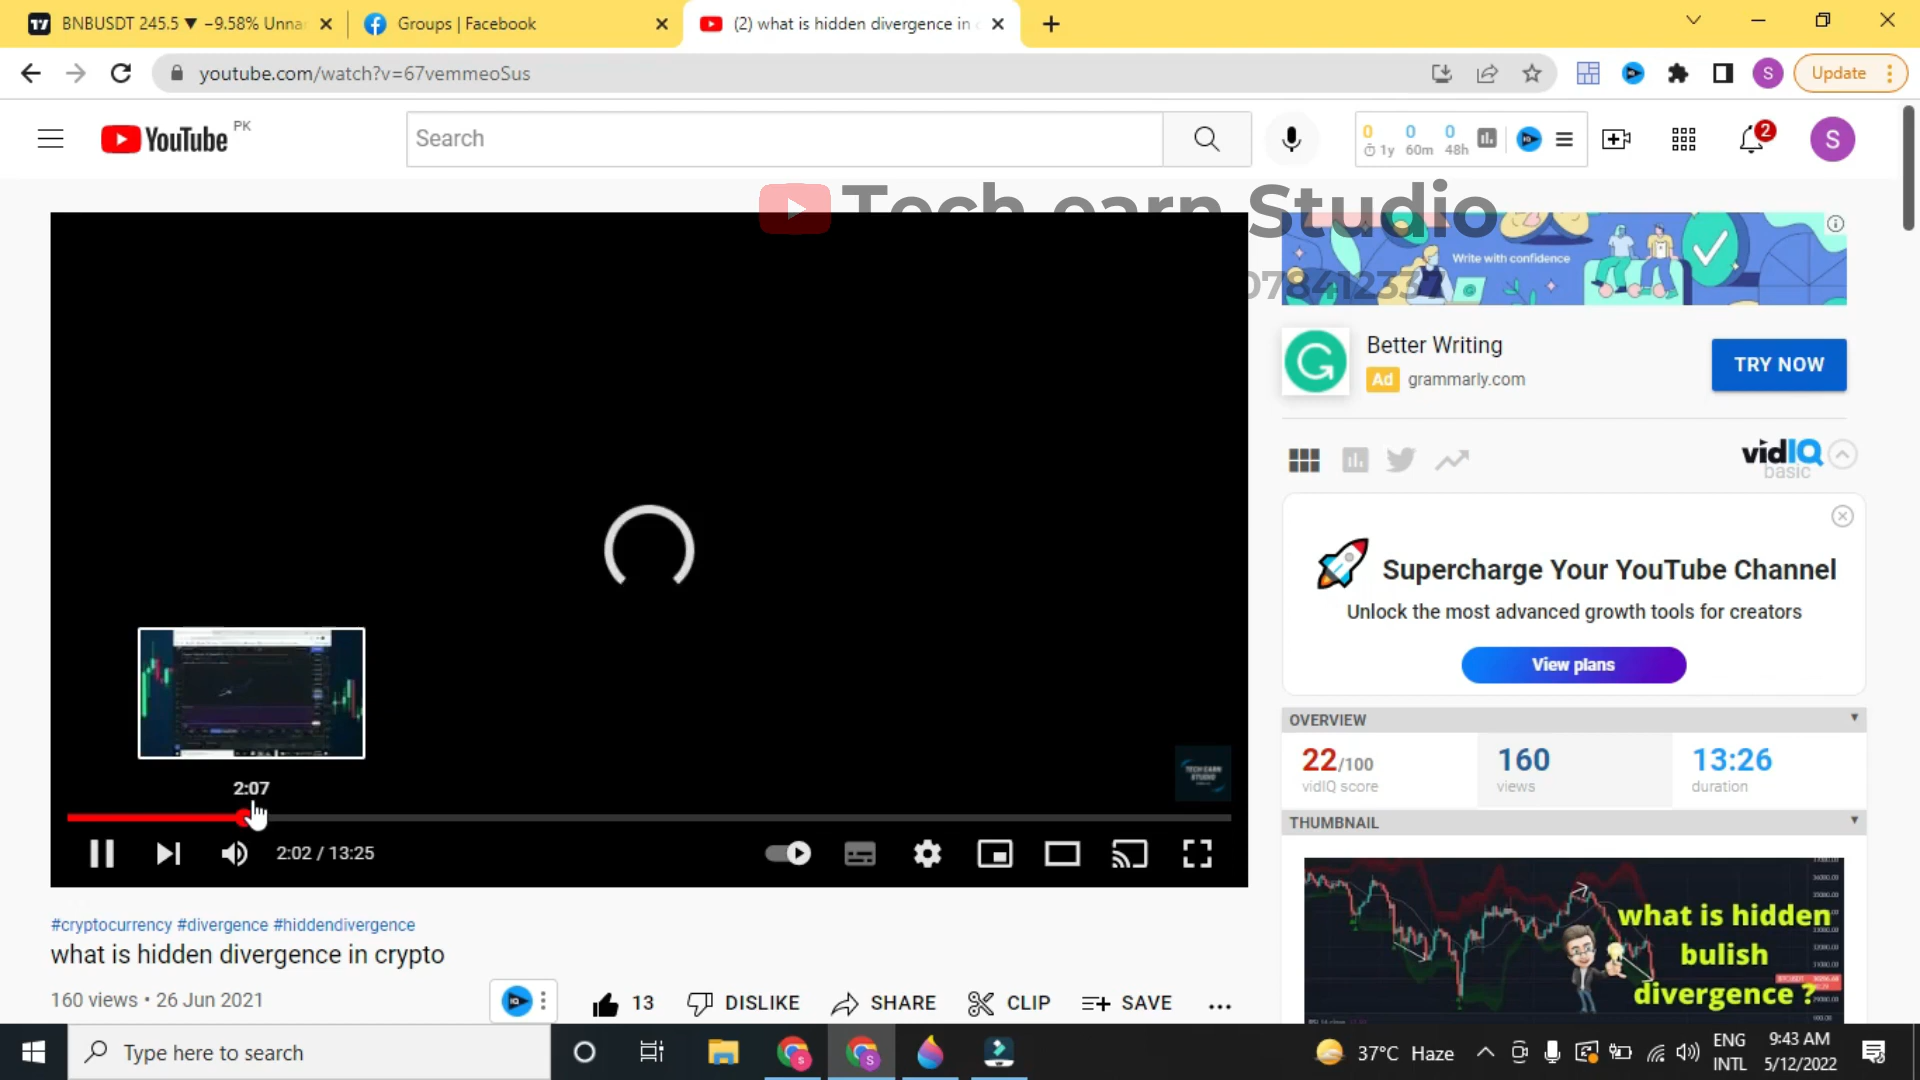 BNBUSDT 245.5 ▼ −9.58% Unna
Groups | Facebook
(2) what is hidden divergence in
youtube.com/watch?v=67vemmeoSus
S
Update
YouTube PK
Search
0 0 0
1y 60m 48h
2
S
Tech earn Studio
Write with confidence
Better Writing
Ad grammarly.com
TRY NOW
vidIQ
basic
Supercharge Your YouTube Channel
Unlock the most advanced growth tools for creators
View plans
OVERVIEW
22/100
vidIQ score
160
views
13:26
duration
THUMBNAIL
what is hidden
bulish
divergence ?
TECH EARN
STUDIO
2:07
2:02 / 13:25
#cryptocurrency #divergence #hiddendivergence
what is hidden divergence in crypto
160 views • 26 Jun 2021
13
DISLIKE
SHARE
CLIP
SAVE
Type here to search
37°C Haze
ENG
INTL
9:43 AM
5/12/2022